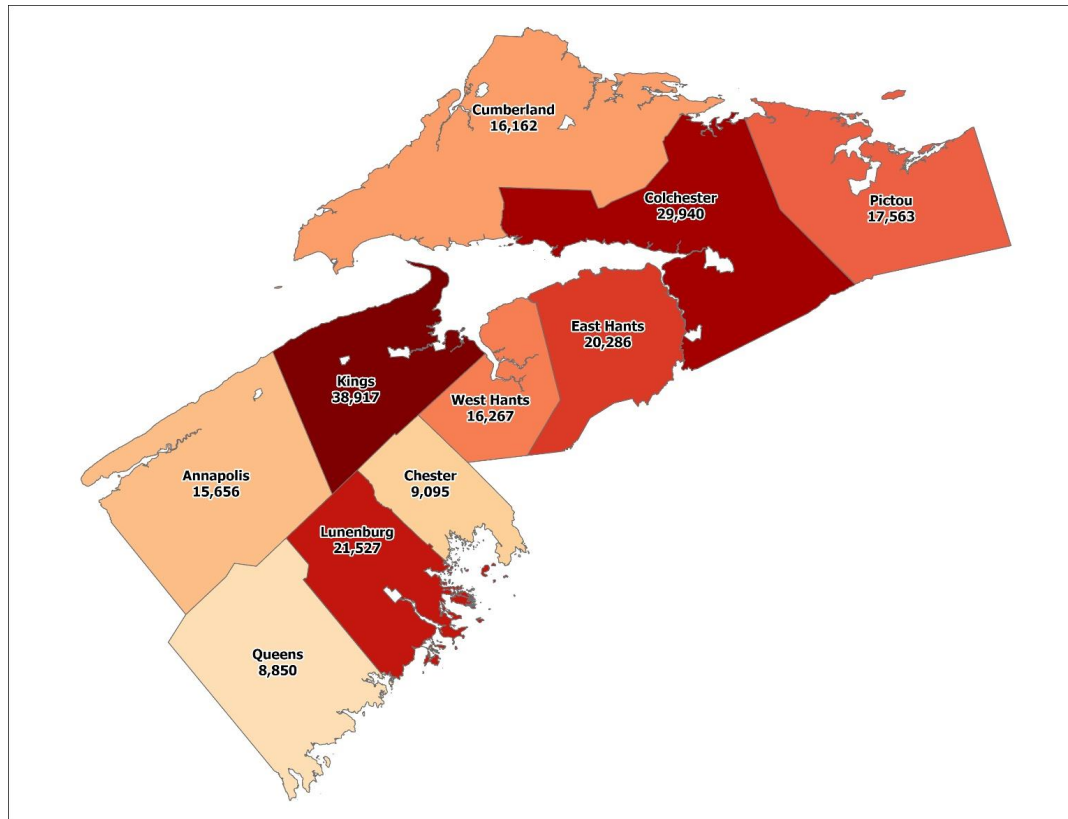 Cumberland
16,162
Colchester
29,940
Pictou
17,563
East Hants
20,286
Kings
38,917
West Hants
16,267
Annapolis
15,656
Chester
9,095
Lunenburg
21,527
Queens
8,850